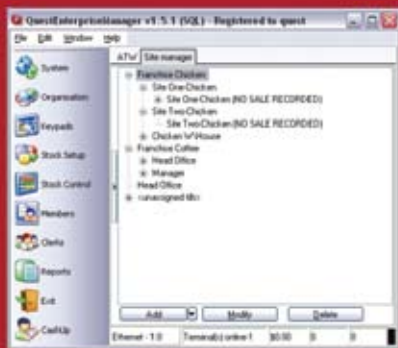 QuestEnterpriseManager v1.5.1 (SQL) - Registered to quest
File Edit Window Help
ATW Site manager
System
Organisation
Keypads
Stock Setup
Stock Control
Members
Clerks
Reports
Exit
CashUp
Franchise Chicken
Site One-Chicken
Site One-Chicken (NO SALE RECORDED)
Site Two-Chicken
Site Two-Chicken (NO SALE RECORDED)
Chicken W\House
Franchise Coffee
Head Office
Manager
Head Office
<unassigned tills>
Add Modify Delete
Ethernet - 1.0 Terminal(s) online:1 $0.00 0 0